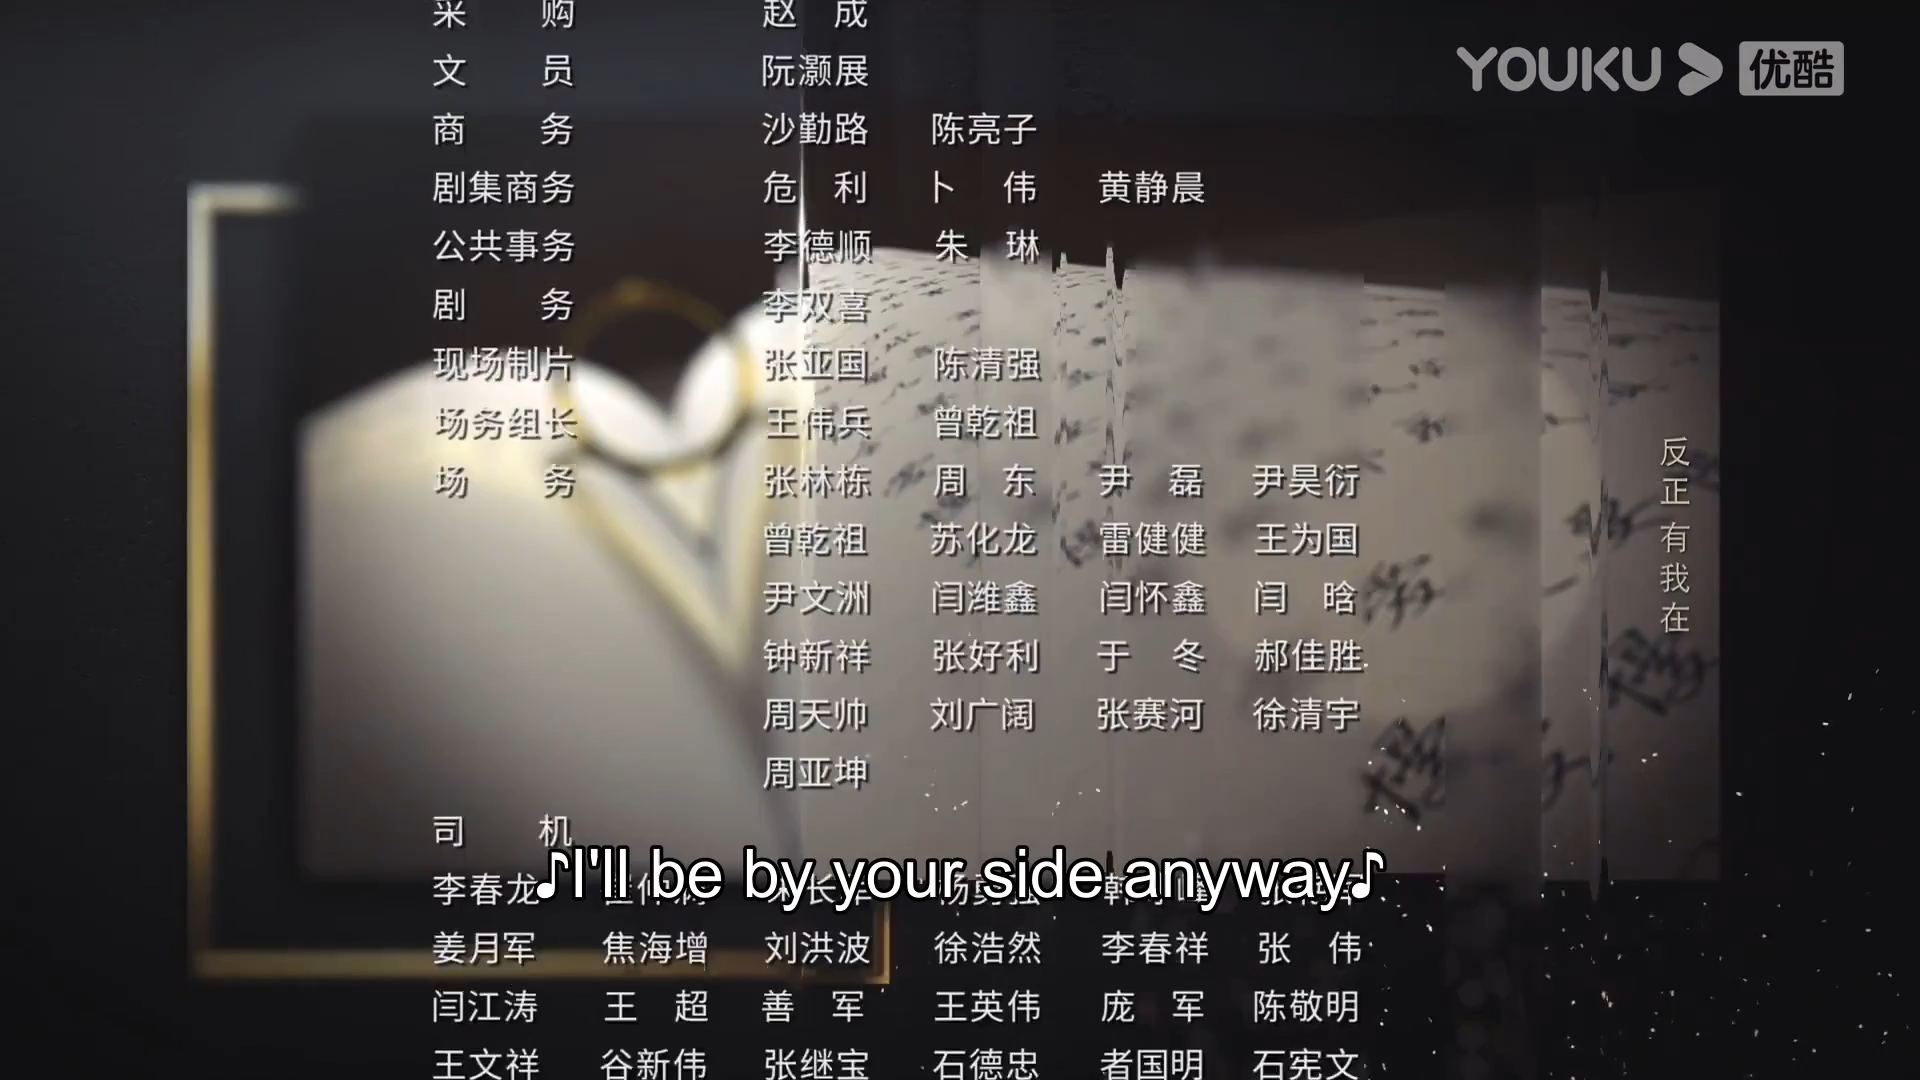 采购 赵成
YOUKU 优酷
文员 阮灏展
商务 沙勤路 陈亮子
剧集商务 危利 卜伟 黄静晨
公共事务 李德顺 朱琳
剧务 李双喜
现场制片 张亚国 陈清强
场务组长 王伟兵 曾乾祖
场务 张林栋 周东 尹磊 尹昊衍
曾乾祖 苏化龙 雷健健 王为国
尹文洲 闫潍鑫 闫怀鑫 闫晗
钟新祥 张好利 于冬 郝佳胜
周天帅 刘广阔 张赛河 徐清宇
周亚坤
反正有我在
司机
♪I'll be by your side anyway♪
李春龙
姜月军 焦海增 刘洪波 徐浩然 李春祥 张伟
闫江涛 王超 善军 王英伟 庞军 陈敬明
王文祥 谷新伟 张继宝 石德忠 者国明 石宪文